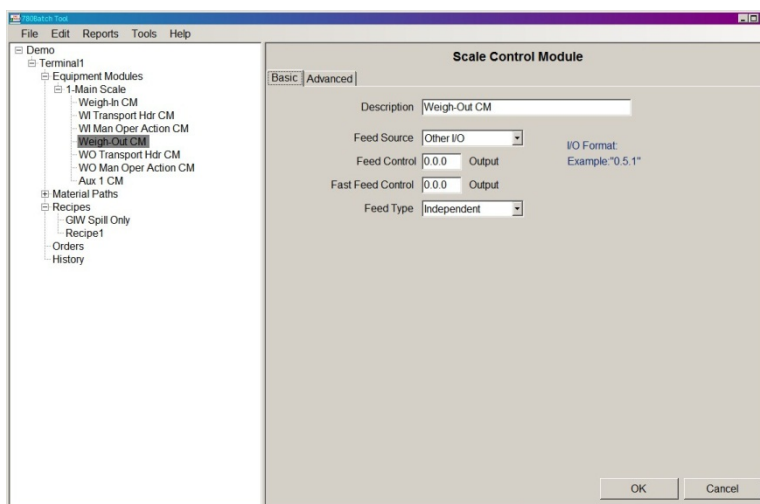 780Batch Tool
File Edit Reports Tools Help
Demo
Terminal1
Equipment Modules
1-Main Scale
Weigh-In CM
WI Transport Hdr CM
WI Man Oper Action CM
Weigh-Out CM
WO Transport Hdr CM
WO Man Oper Action CM
Aux 1 CM
Material Paths
Recipes
GIW Spill Only
Recipe1
Orders
History
Scale Control Module
Basic Advanced
Description Weigh-Out CM
Feed Source Other I/O
I/O Format:
Feed Control 0.0.0 Output
Example:"0.5.1"
Fast Feed Control 0.0.0 Output
Feed Type Independent
OK Cancel